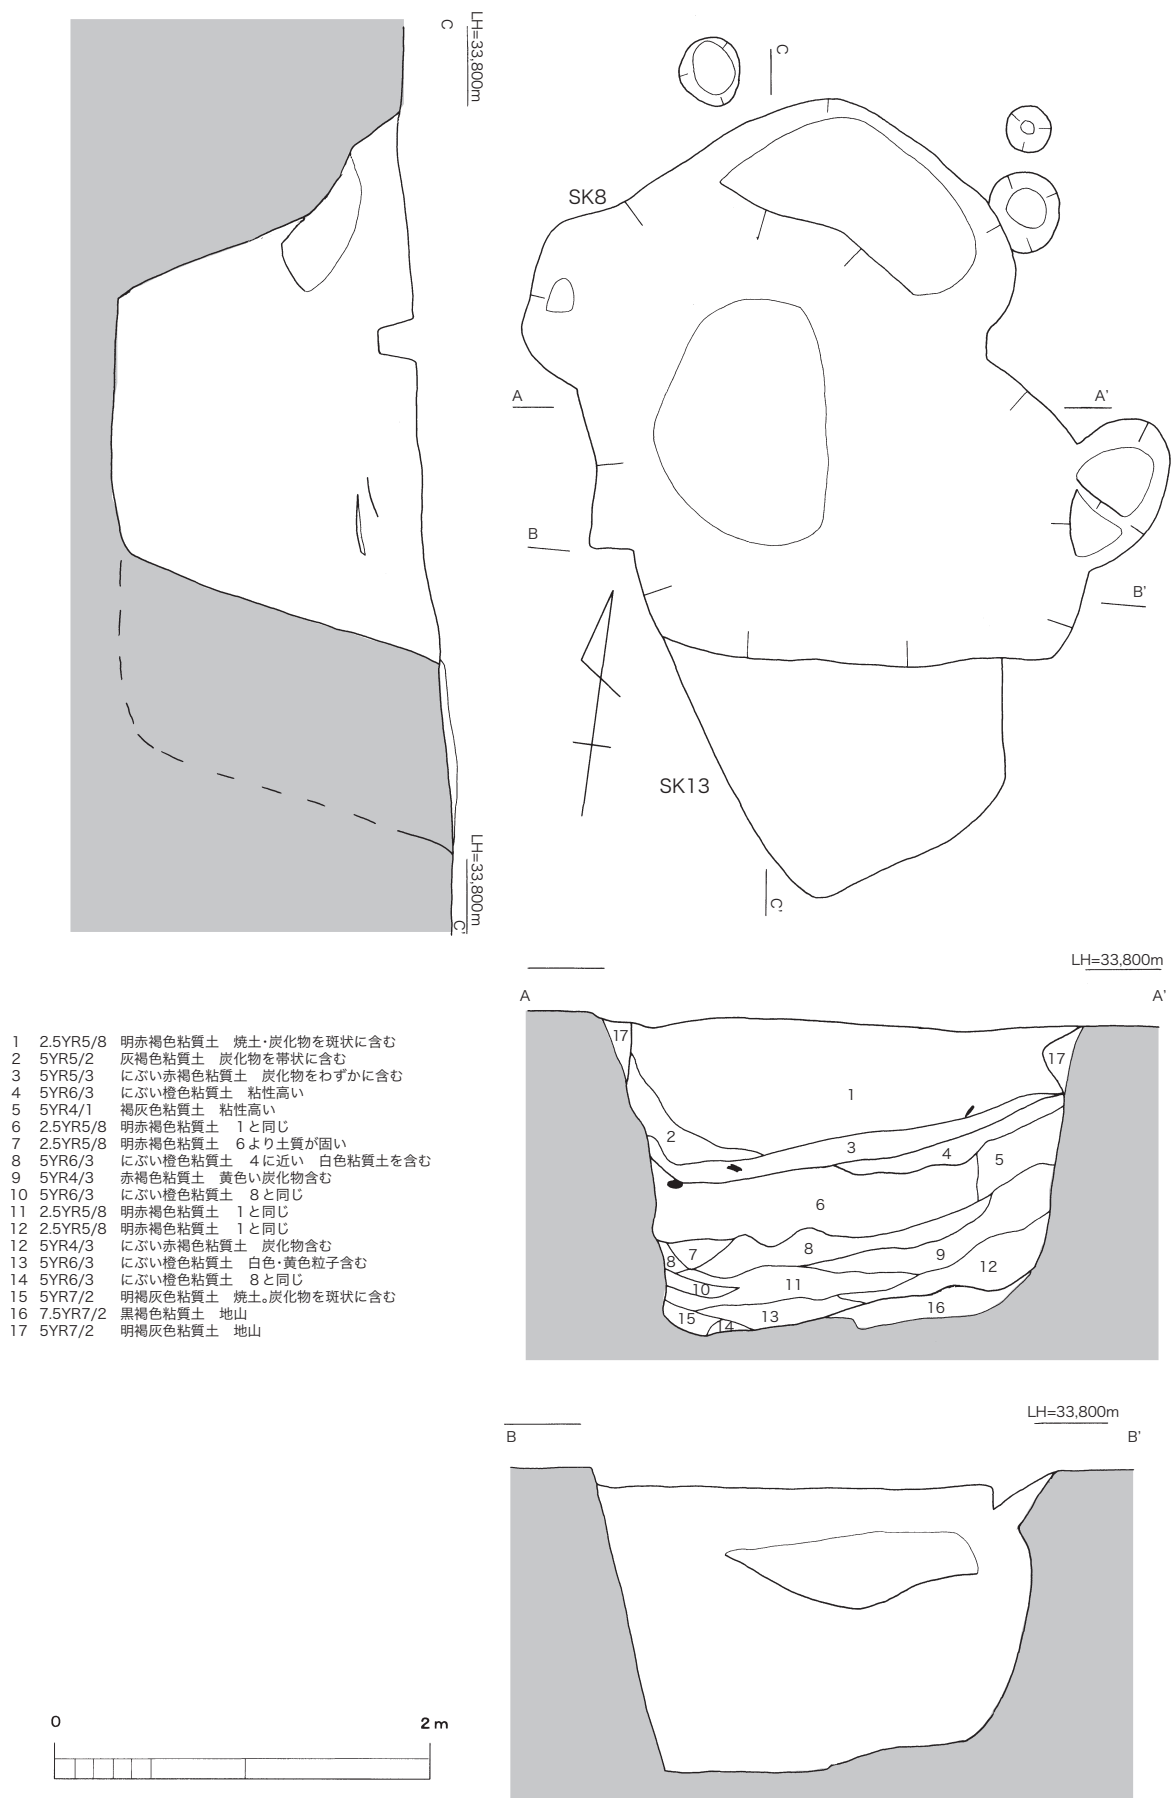 C
LH=33,800m
C
SK8
A
A'
B
B'
SK13
LH=33,800m
C'
C'
LH=33,800m
A
A'
17
17
1
2
3
4
5
6
7
8
8
9
10
11
12
13
14
15
16
1 2.5YR5/8 明赤褐色粘質土 焼土･炭化物を斑状に含む
2 5YR5/2 灰褐色粘質土 炭化物を帯状に含む
3 5YR5/3 にぶい赤褐色粘質土 炭化物をわずかに含む
4 5YR6/3 にぶい橙色粘質土 粘性高い
5 5YR4/1 褐灰色粘質土 粘性高い
6 2.5YR5/8 明赤褐色粘質土 １と同じ
7 2.5YR5/8 明赤褐色粘質土 ６より土質が固い
8 5YR6/3 にぶい橙色粘質土 ４に近い 白色粘質土を含む
9 5YR4/3 赤褐色粘質土 黄色い炭化物含む
10 5YR6/3 にぶい橙色粘質土 ８と同じ
11 2.5YR5/8 明赤褐色粘質土 １と同じ
12 2.5YR5/8 明赤褐色粘質土 １と同じ
12 5YR4/3 にぶい赤褐色粘質土 炭化物含む
13 5YR6/3 にぶい橙色粘質土 白色･黄色粒子含む
14 5YR6/3 にぶい橙色粘質土 ８と同じ
15 5YR7/2 明褐灰色粘質土 焼土｡炭化物を斑状に含む
16 7.5YR7/2 黒褐色粘質土 地山
17 5YR7/2 明褐灰色粘質土 地山
LH=33,800m
B
B'
0
2 m